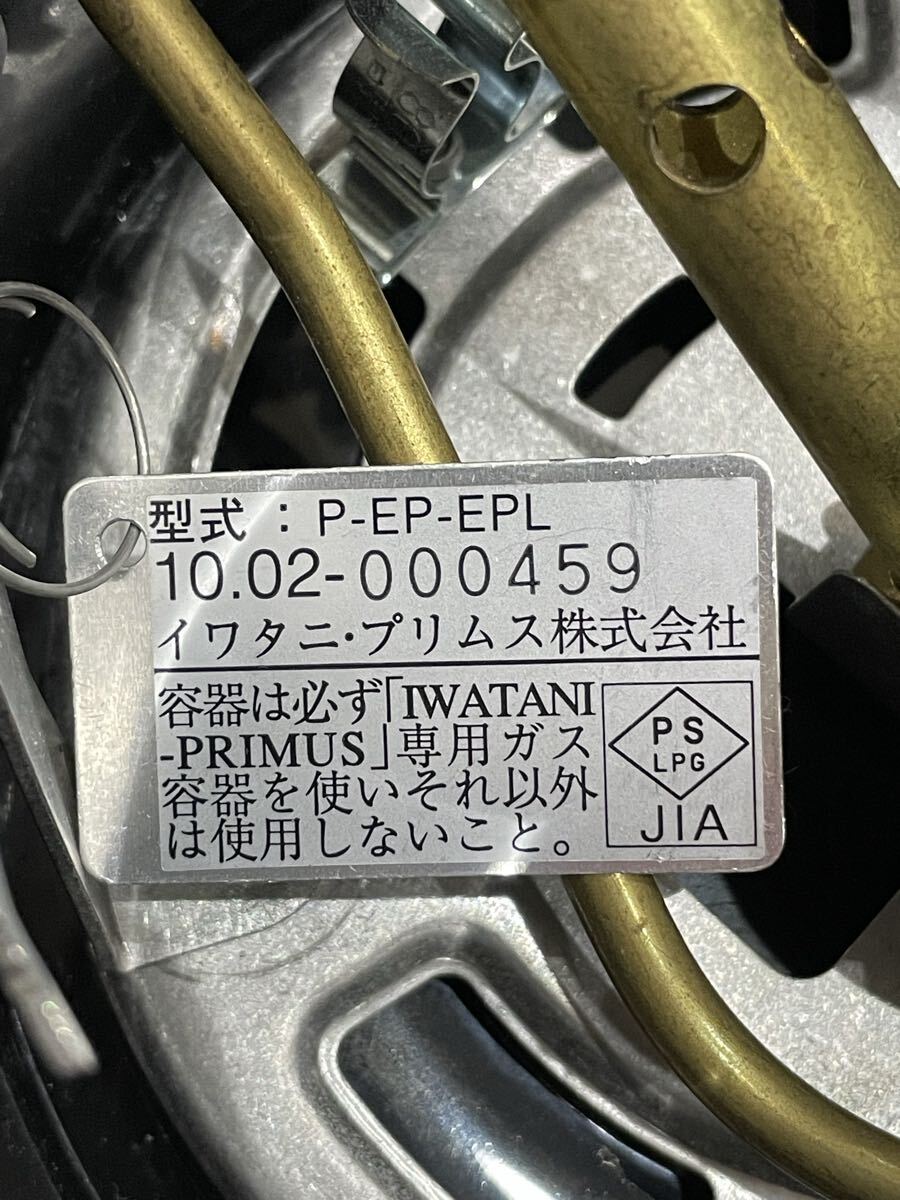 型式：P-EP-EPL
10.02-000459
イワタニ・プリムス株式会社
容器は必ず「IWATANI
-PRIMUS」専用ガス
容器を使いそれ以外
は使用しないこと。
PS
LPG
JIA